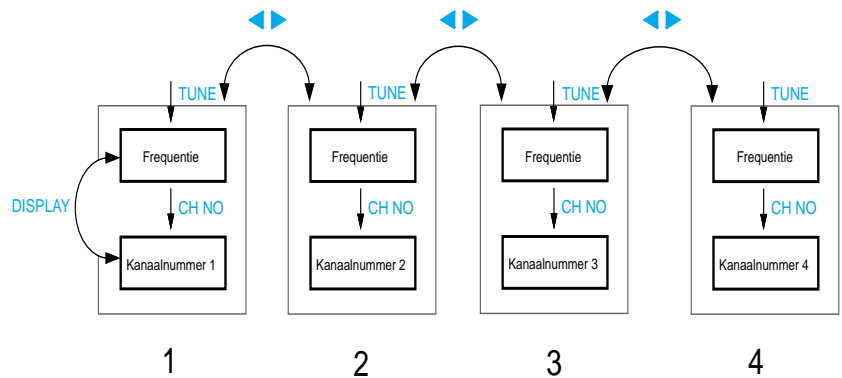 TUNE TUNE TUNE TUNE
Frequentie Frequentie Frequentie Frequentie
DISPLAY CH NO CH NO CH NO CH NO
Kanaalnummer 1 Kanaalnummer 2 Kanaalnummer 3 Kanaalnummer 4
1 2 3 4